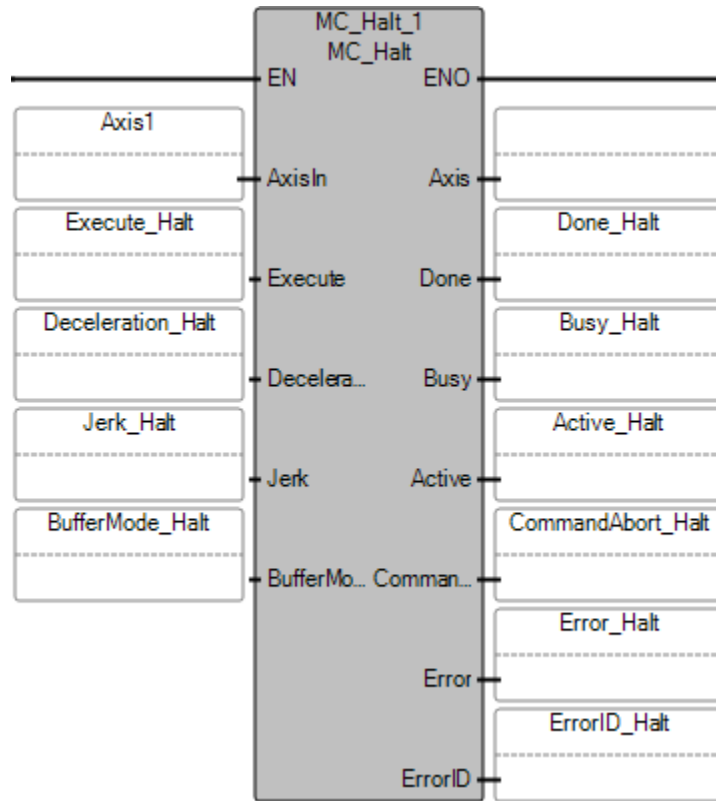 MC_Halt_1
MC_Halt
EN ENO
Axis1
AxisIn Axis
Execute_Halt Done_Halt
Execute Done
Deceleration_Halt Busy_Halt
Decelera... Busy
Jerk_Halt Active_Halt
Jerk Active
BufferMode_Halt CommandAbort_Halt
BufferMo... Comman...
Error_Halt
Error
ErrorID_Halt
ErrorID